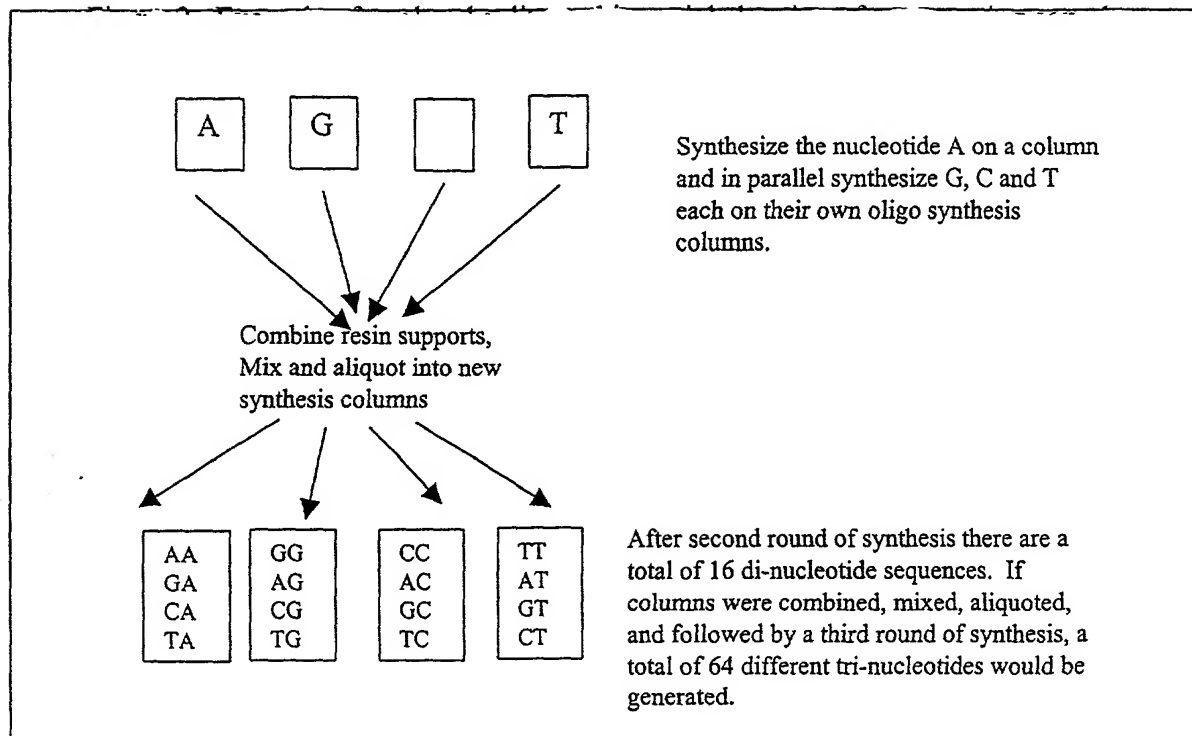 A G T
Synthesize the nucleotide A on a column
and in parallel synthesize G, C and T
each on their own oligo synthesis
columns.
Combine resin supports,
Mix and aliquot into new
synthesis columns
AA GG CC TT
GA AG AC AT
CA CG GC GT
TA TG TC CT
After second round of synthesis there are a
total of 16 di-nucleotide sequences. If
columns were combined, mixed, aliquoted,
and followed by a third round of synthesis, a
total of 64 different tri-nucleotides would be
generated.